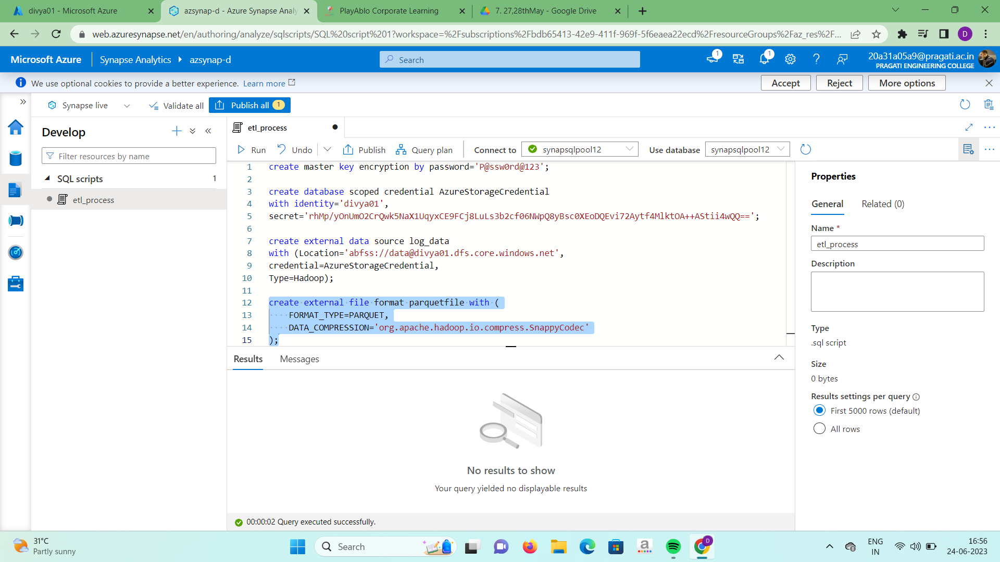 divya01 - Microsoft Azure
azsynap-d - Azure Synapse Analy
PlayAblo Corporate Learning
7. 27,28thMay - Google Drive
web.azuresynapse.net/en/authoring/analyze/sqlscripts/SQL%20script%201?workspace=%2Fsubscriptions%2Fbdb65413-42e9-411f-969f-5f6eaea22ecd%2FresourceGroups%2Faz_res%2F...
D
Microsoft Azure
Synapse Analytics
azsynap-d
Search
1
1
20a31a05a9@pragati.ac.in
PRAGATI ENGINEERING COLLEGE
We use optional cookies to provide a better experience. Learn more
Accept
Reject
More options
Synapse live
Validate all
Publish all
1
Develop
Filter resources by name
SQL scripts
1
etl_process
etl_process
Run
Undo
Publish
Query plan
Connect to
synapsqlpool12
Use database
synapsqlpool12
1 create master key encryption by password='P@ssw0rd@123';
2
3 create database scoped credential AzureStorageCredential
4 with identity='divya01',
5 secret='rhMp/yOnUmO2CrQwk5NaX1UqyxCE9FCj8LuLs3b2cf06NWpQ8yBsc0XEoDQEvi72Aytf4MlktOA++AStii4wQQ==';
6
7 create external data source log_data
8 with (Location='abfss://data@divya01.dfs.core.windows.net',
9 credential=AzureStorageCredential,
10 Type=Hadoop);
11
12 create external file format parquetfile with (
13 FORMAT_TYPE=PARQUET,
14 DATA_COMPRESSION='org.apache.hadoop.io.compress.SnappyCodec'
15 );
Results
Messages
No results to show
Your query yielded no displayable results
00:00:02 Query executed successfully.
Properties
General
Related (0)
Name *
etl_process
Description
Type
.sql script
Size
0 bytes
Results settings per query
First 5000 rows (default)
All rows
31°C
Partly sunny
Search
a
D
ENG
IN
16:56
24-06-2023